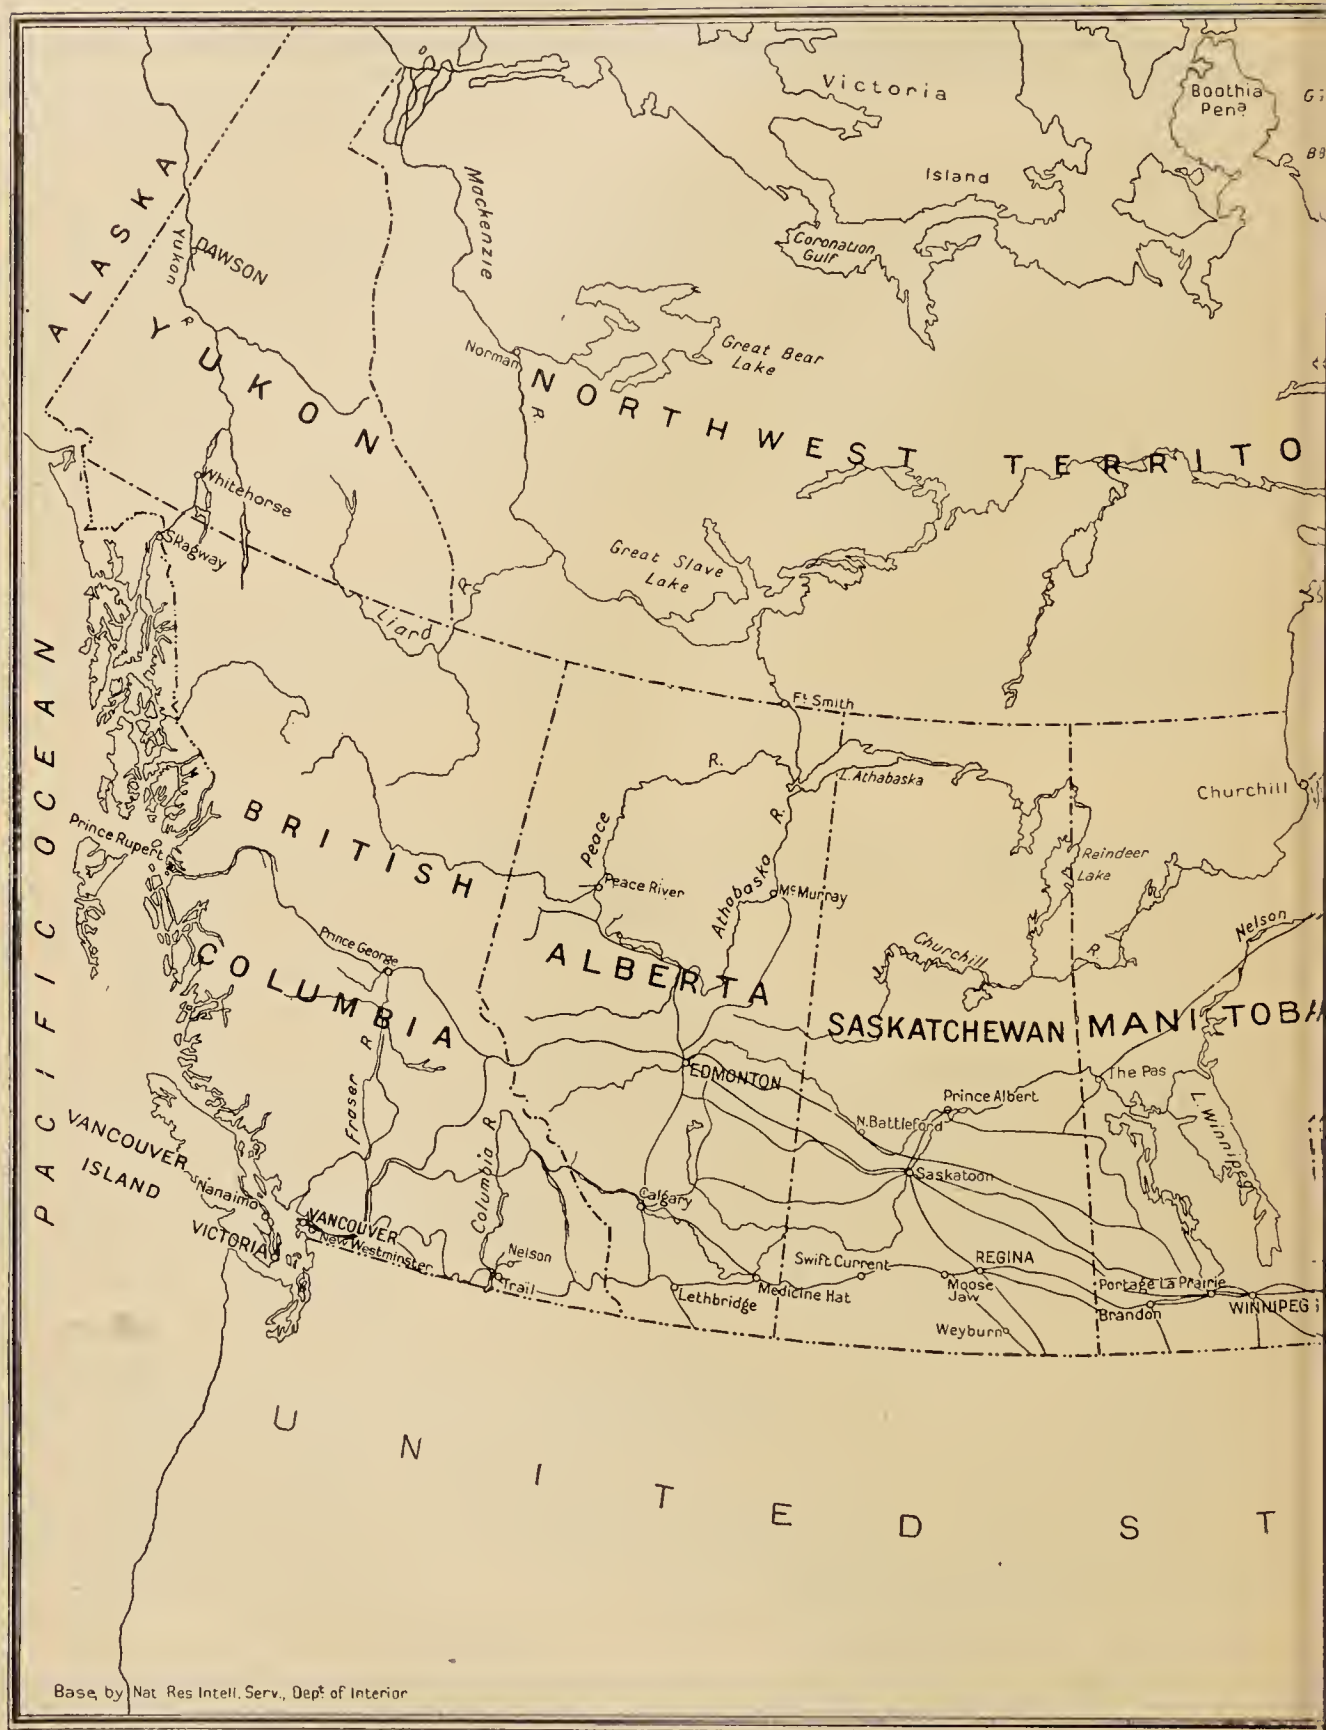 Victoria
Island
Boothia
Pena.
ALASKA
Mackenzie
R.
YUKON R
DAWSON
YUKON
Coronation
Gulf
Great Bear
Lake
Norman
NORTHWEST TERRITO
Whitehorse
Skagway
Great Slave
Lake
Liard R
Ft Smith
PACIFIC OCEAN
L. Athabaska
Churchill
BRITISH
COLUMBIA
Prince Rupert
Peace R.
Peace River
Athabaska R.
McMurray
Reindeer
Lake
Prince George
ALBERTA
Churchill R.
Nelson
SASKATCHEWAN
MANITOBA
Fraser R
EDMONTON
The Pas
Prince Albert
N. Battleford
L. Winnipeg
VANCOUVER
ISLAND
Columbia R
Saskatoon
Nanaimo
Calgary
VANCOUVER
New Westminster
VICTORIA
Nelson
Trail
Swift Current
REGINA
Moose
Jaw
Portage La Prairie
Lethbridge
Medicine Hat
Brandon
WINNIPEG
Weyburn
UNITED ST
Base by Nat Res Intell. Serv., Dept. of Interior